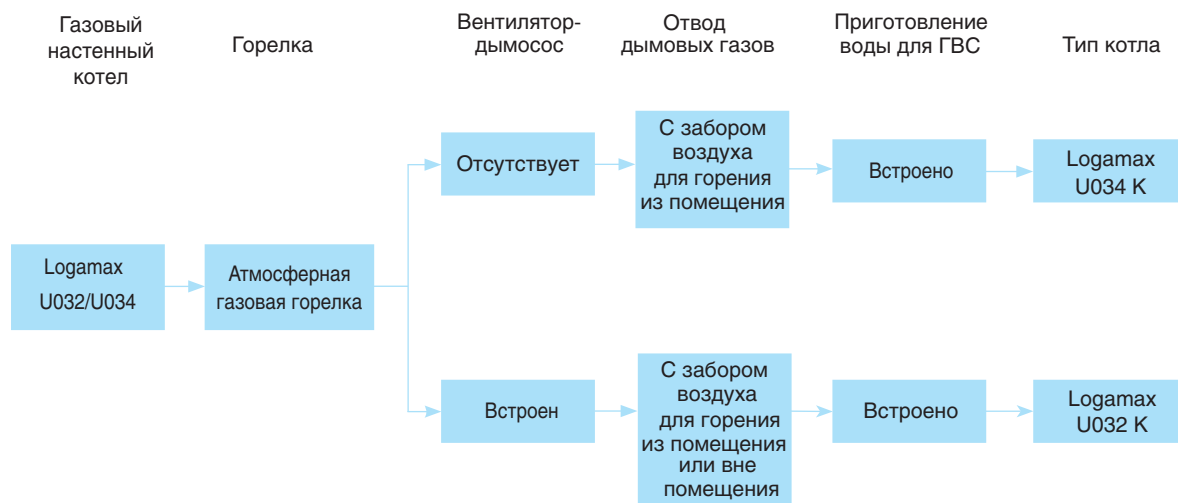 Газовый
настенный
котел
Горелка
Вентилятор-
дымосос
Отвод
дымовых газов
Приготовление
воды для ГВС
Тип котла
Logamax
U032/U034
Атмосферная
газовая горелка
Отсутствует
С забором
воздуха
для горения
из помещения
Встроено
Logamax
U034 K
Встроен
С забором
воздуха
для горения
из помещения
или вне
помещения
Встроено
Logamax
U032 K